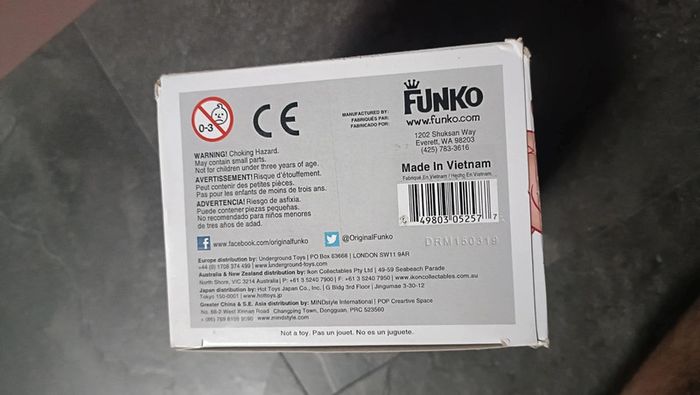 0-3
CE
MANUFACTURED BY:
FABRIQUÉS PAR:
FABRICADO POR:
FUNKO
www.funko.com
1202 Shuksan Way
Everett, WA 98203
(425) 783-3616
Made In Vietnam
Fabriqué En Vietnam / Hecho En Vietnam
49803 05257 7
WARNING! Choking Hazard.
May contain small parts.
Not for children under three years of age.
AVERTISSEMENT! Risque d'étouffement.
Peut contenir des petites pièces.
Pas pour les enfants de moins de trois ans.
ADVERTENCIA! Riesgo de asfixia.
Puede contener piezas pequeñas.
No recomendado para niños menores
de tres años de edad.
www.facebook.com/originalfunko
@OriginalFunko
DRM150319
Europe distribution by: Underground Toys | PO Box 63668 | LONDON SW11 9AR
+44 (0) 1708 374 499 | www.underground-toys.com
Australia & New Zealand distribution by: Ikon Collectables Pty Ltd | 49-59 Seabeach Parade
North Shore, VIC 3214 Australia | P: +61 3 5240 7900 | F: +61 3 5240 7950 | www.ikoncollectables.com.au
Japan distribution by: Hot Toys Japan Co., Inc. | G Bldg 3rd Floor | Jingumae 3-30-12
Tokyo 150-0001 | www.hottoys.jp
Greater China & S.E. Asia distribution by: MINDstyle International | POP Creartive Space
No. 68-2 West Xinnan Road Changping Town, Dongguan, PRC 523560
www.mindstyle.com
Not a toy. Pas un jouet. No es un juguete.